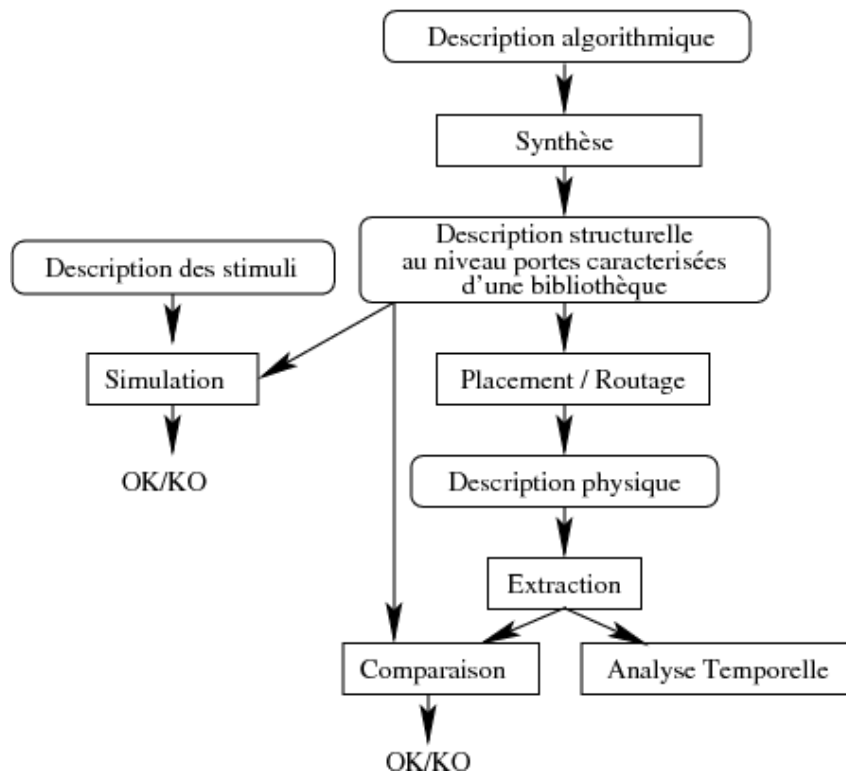 Description algorithmique
Synthèse
Description structurelle
au niveau portes caracterisées
d'une bibliothèque
Description des stimuli
Simulation
Placement / Routage
OK/KO
Description physique
Extraction
Comparaison
Analyse Temporelle
OK/KO